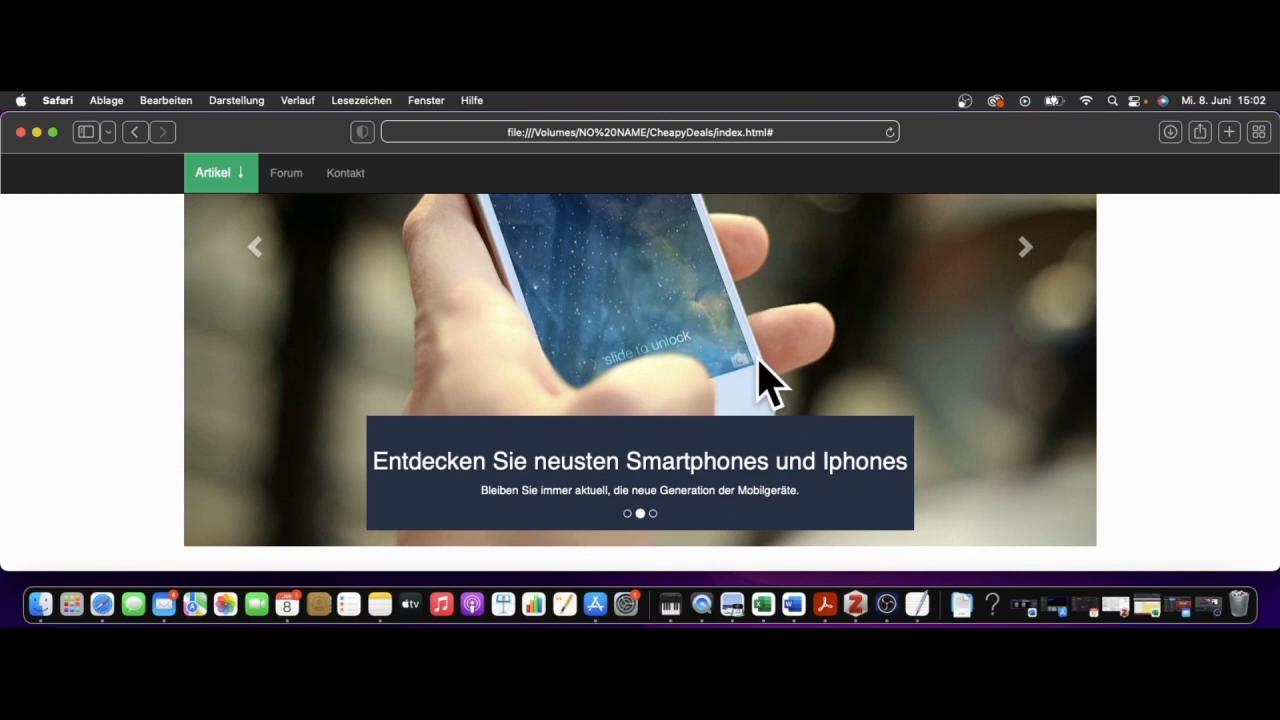 Safari Ablage Bearbeiten Darstellung Verlauf Lesezeichen Fenster Hilfe Mi. 8. Juni 15:02
file:///Volumes/NO%20NAME/CheapyDeals/index.html#
Artikel ↓ Forum Kontakt
slide to unlock
Entdecken Sie neusten Smartphones und Iphones
Bleiben Sie immer aktuell, die neue Generation der Mobilgeräte.
tv
8